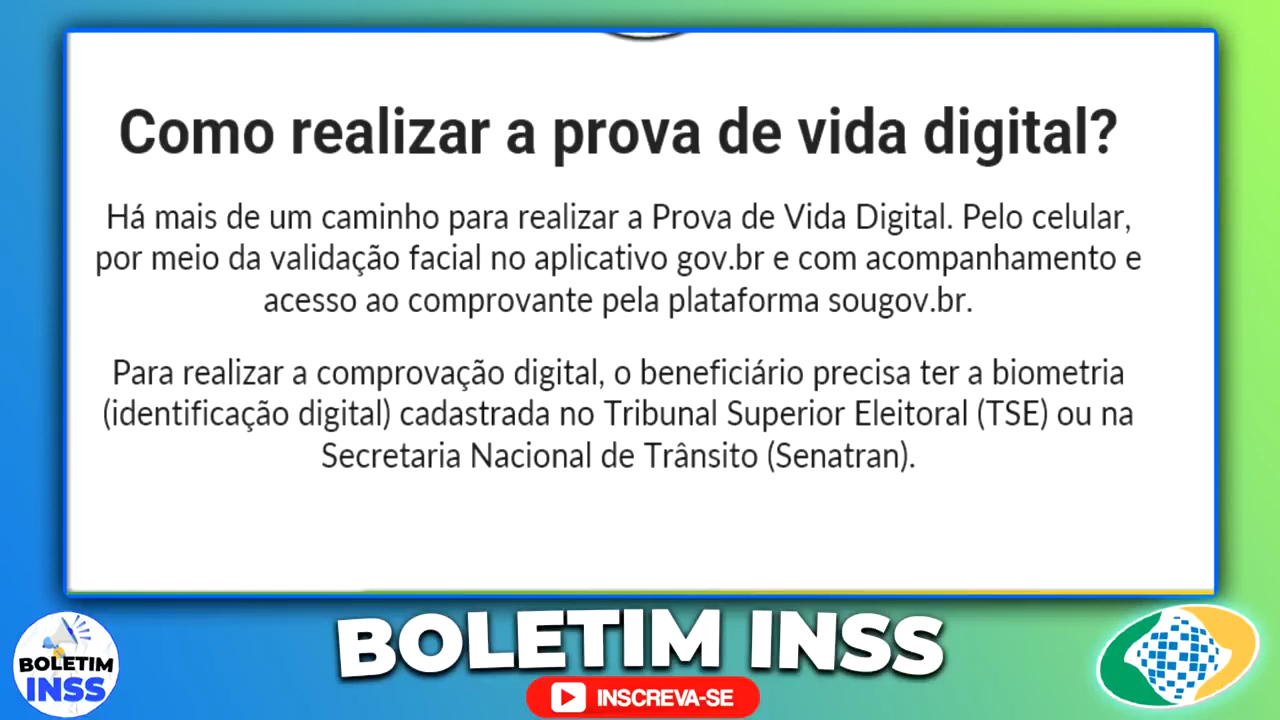 Como realizar a prova de vida digital?
Há mais de um caminho para realizar a Prova de Vida Digital. Pelo celular,
por meio da validação facial no aplicativo gov.br e com acompanhamento e
acesso ao comprovante pela plataforma sougov.br.
Para realizar a comprovação digital, o beneficiário precisa ter a biometria
(identificação digital) cadastrada no Tribunal Superior Eleitoral (TSE) ou na
Secretaria Nacional de Trânsito (Senatran).
BOLETIM INSS
INSCREVA-SE
BOLETIM
INSS